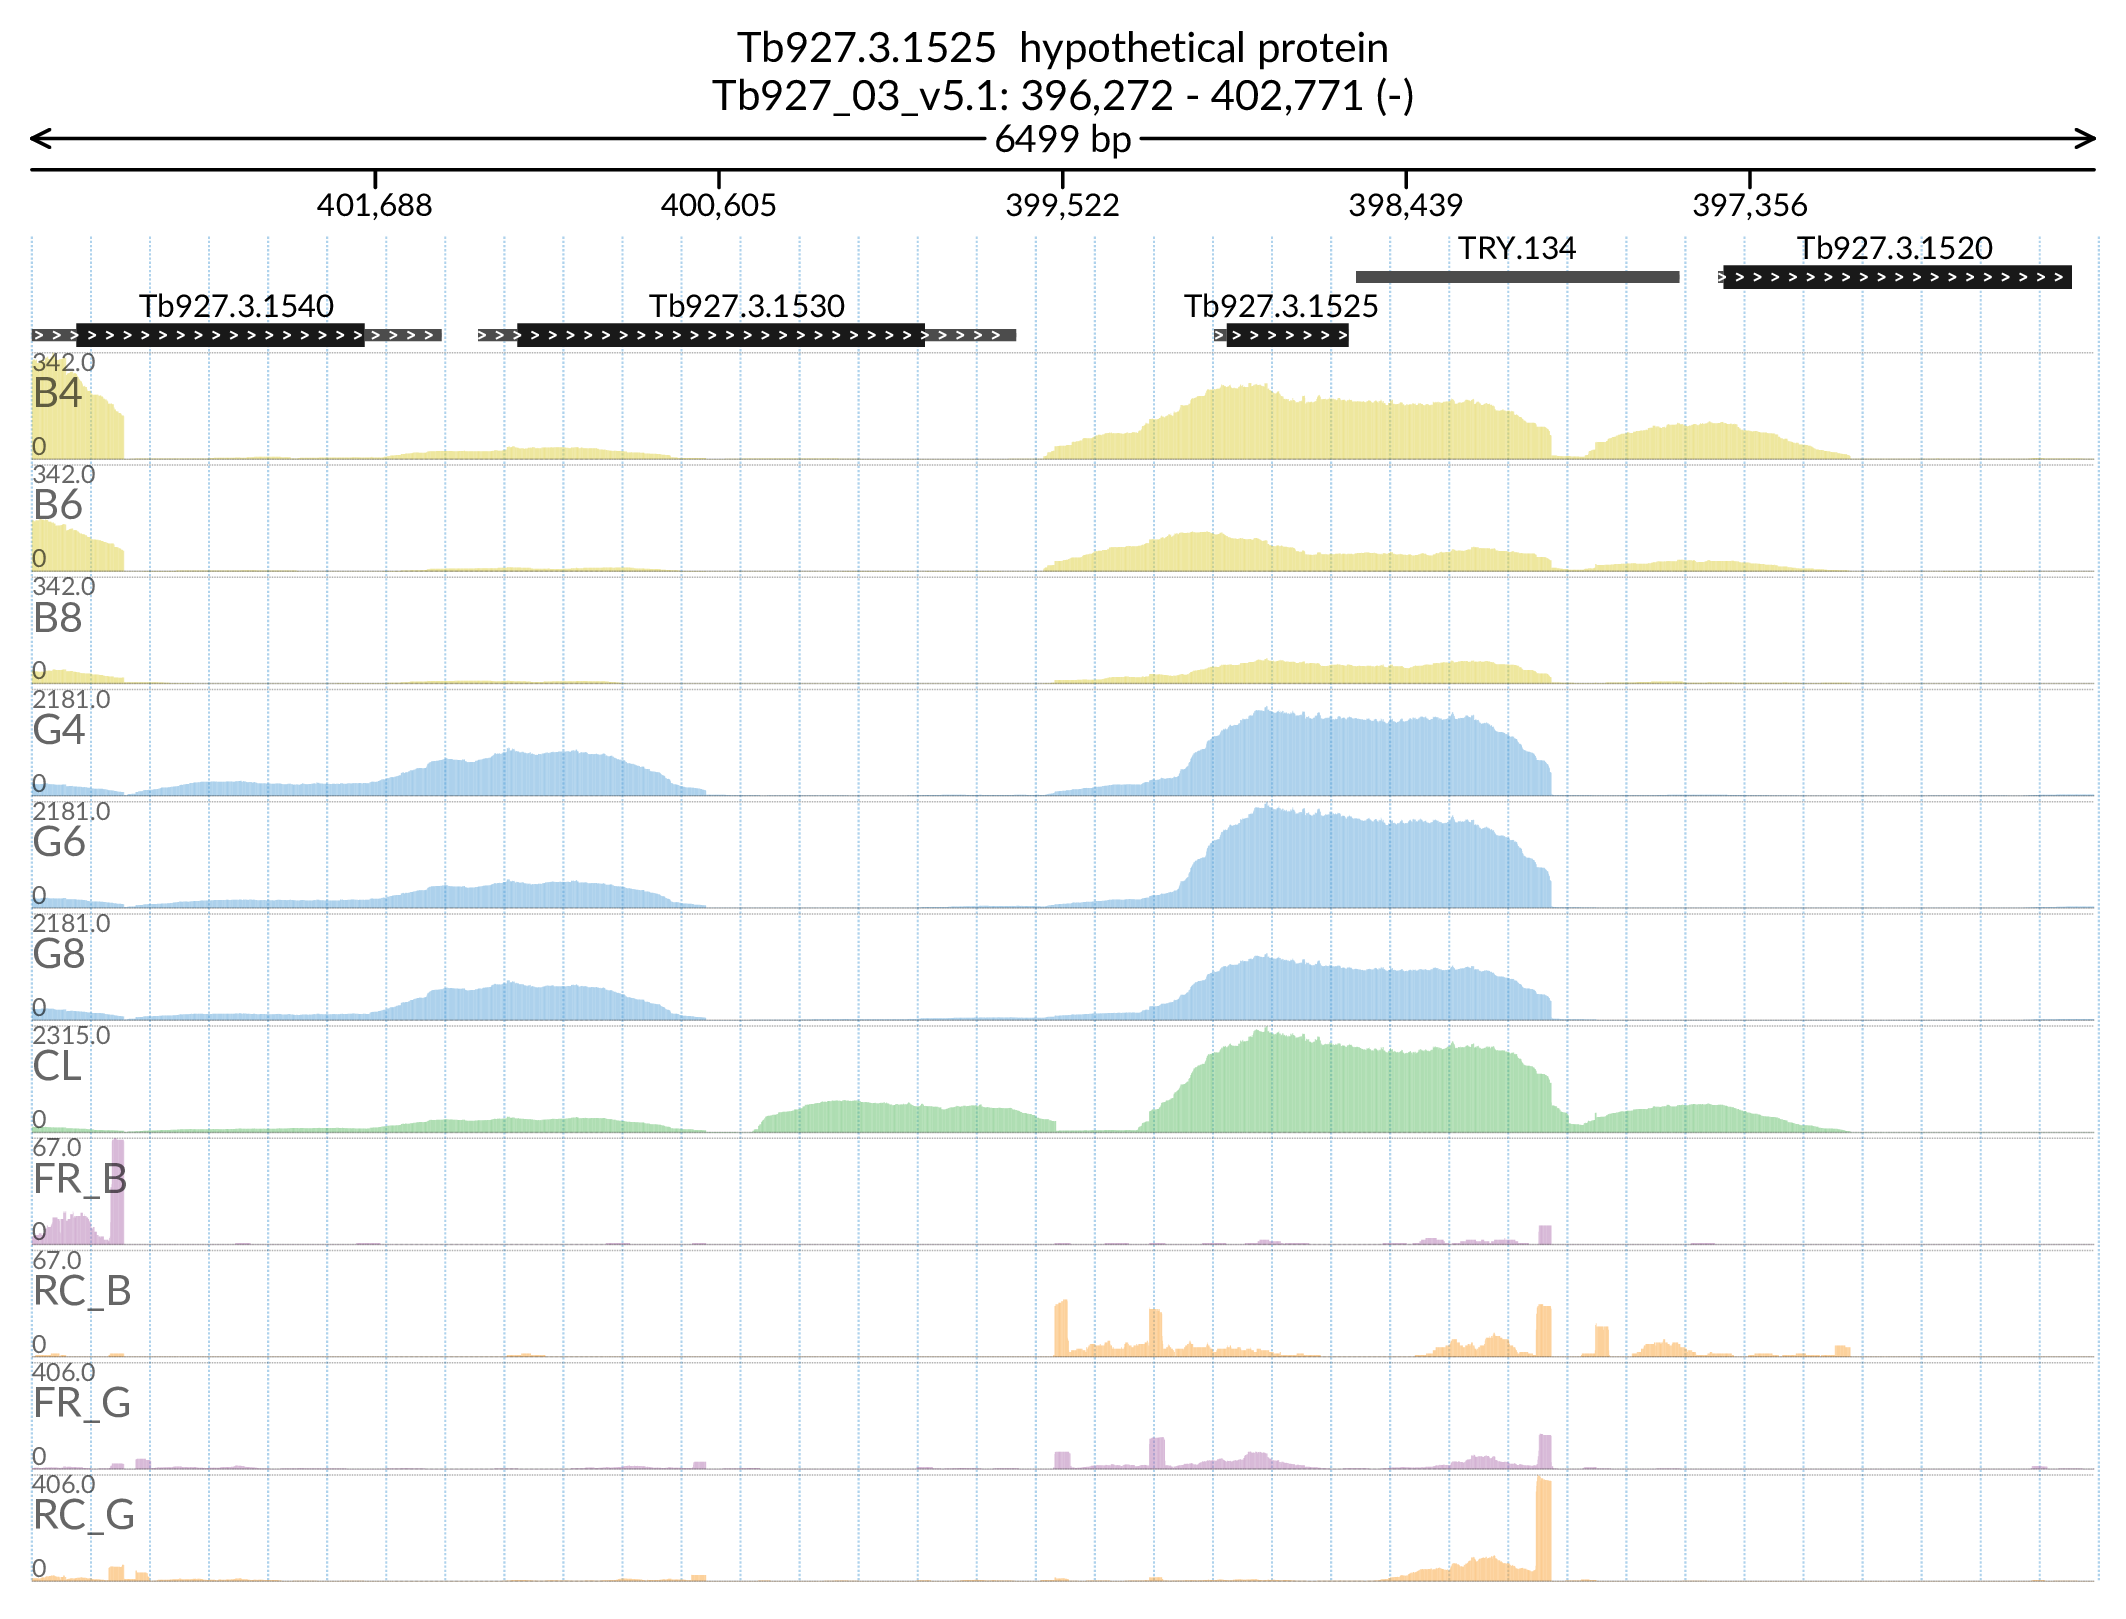 Tb927.3.1525  hypothetical protein
Tb927_03_v5.1: 396,272 - 402,771 (-)
6499 bp
401,688 400,605 399,522 398,439 397,356
TRY.134 Tb927.3.1520
Tb927.3.1540 Tb927.3.1530 Tb927.3.1525
342.0
B4
0
342.0
B6
0
342.0
B8
0
2181.0
G4
0
2181.0
G6
0
2181.0
G8
0
2315.0
CL
0
67.0
FR_B
0
67.0
RC_B
0
406.0
FR_G
0
406.0
RC_G
0